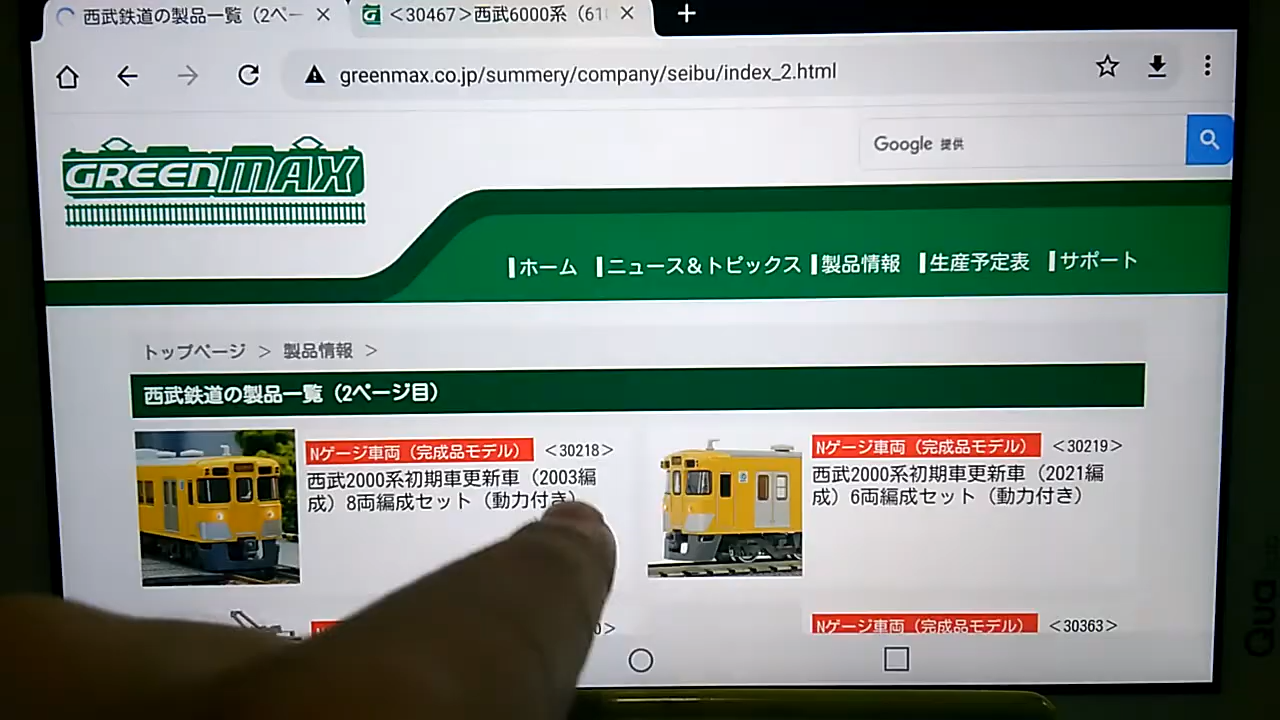 西武鉄道の製品一覧（2ペー
<30467>西武6000系（61
greenmax.co.jp/summery/company/seibu/index_2.html
GREENMAX
Google 提供
ホーム ニュース＆トピックス 製品情報 生産予定表 サポート
トップページ > 製品情報 >
西武鉄道の製品一覧（2ページ目）
Nゲージ車両（完成品モデル） <30218>
西武2000系初期車更新車（2003編
成）8両編成セット（動力付き）
Nゲージ車両（完成品モデル） <30219>
西武2000系初期車更新車（2021編
成）6両編成セット（動力付き）
Nゲージ車両（完成品モデル） <30363>
Qua